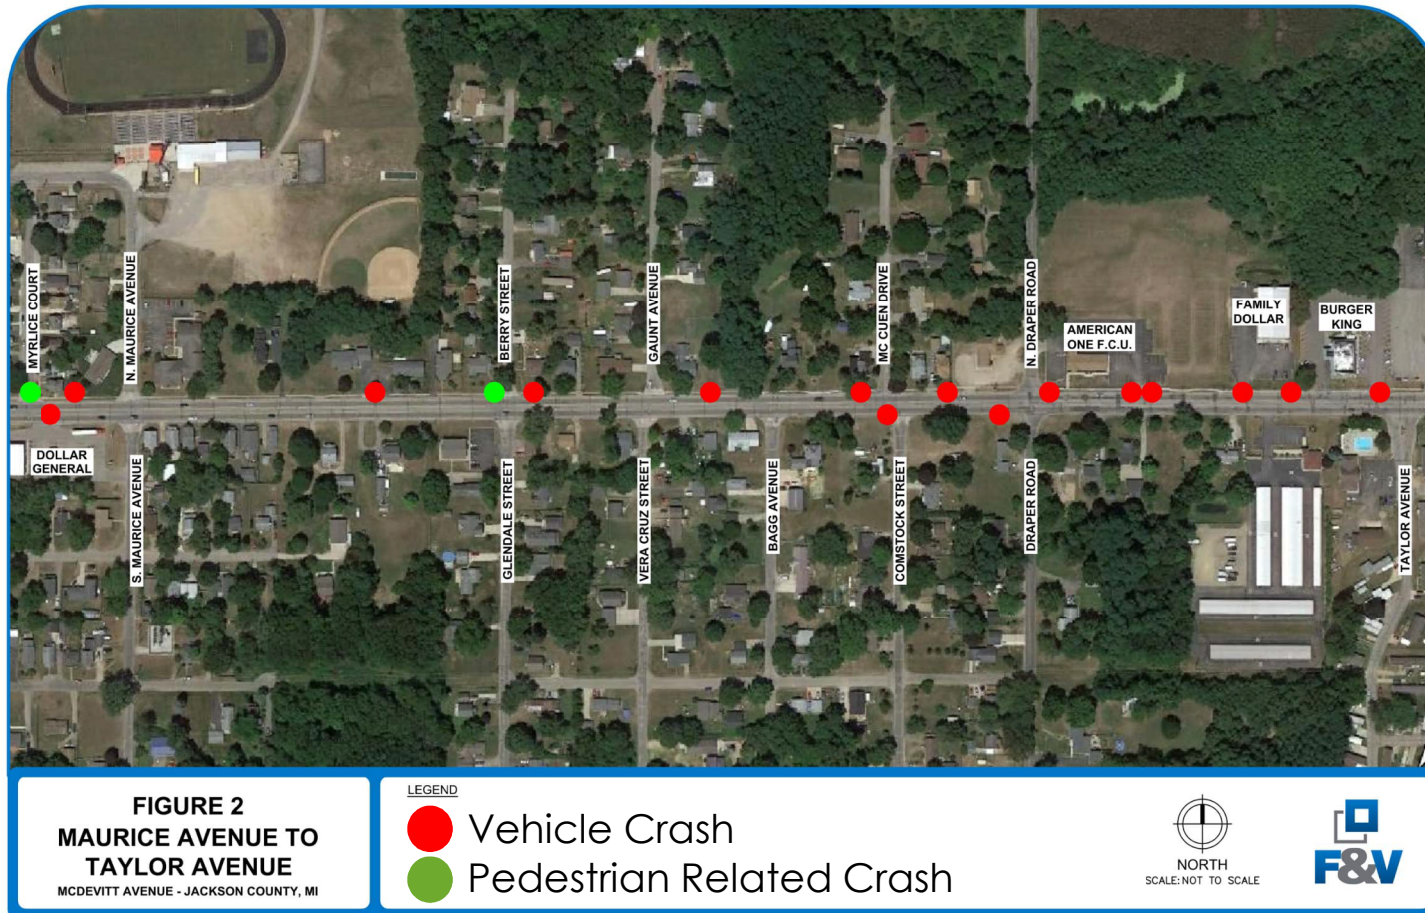 MYRLICE COURT
N. MAURICE AVENUE
BERRY STREET
GAUNT AVENUE
MC CUEN DRIVE
N. DRAPER ROAD
AMERICAN
ONE F.C.U.
FAMILY
DOLLAR
BURGER
KING
DOLLAR
GENERAL
S. MAURICE AVENUE
GLENDALE STREET
VERA CRUZ STREET
BAGG AVENUE
COMSTOCK STREET
DRAPER ROAD
TAYLOR AVENUE
FIGURE 2
MAURICE AVENUE TO
TAYLOR AVENUE
MCDEVITT AVENUE - JACKSON COUNTY, MI
LEGEND
Vehicle Crash
Pedestrian Related Crash
NORTH
SCALE: NOT TO SCALE
F&V